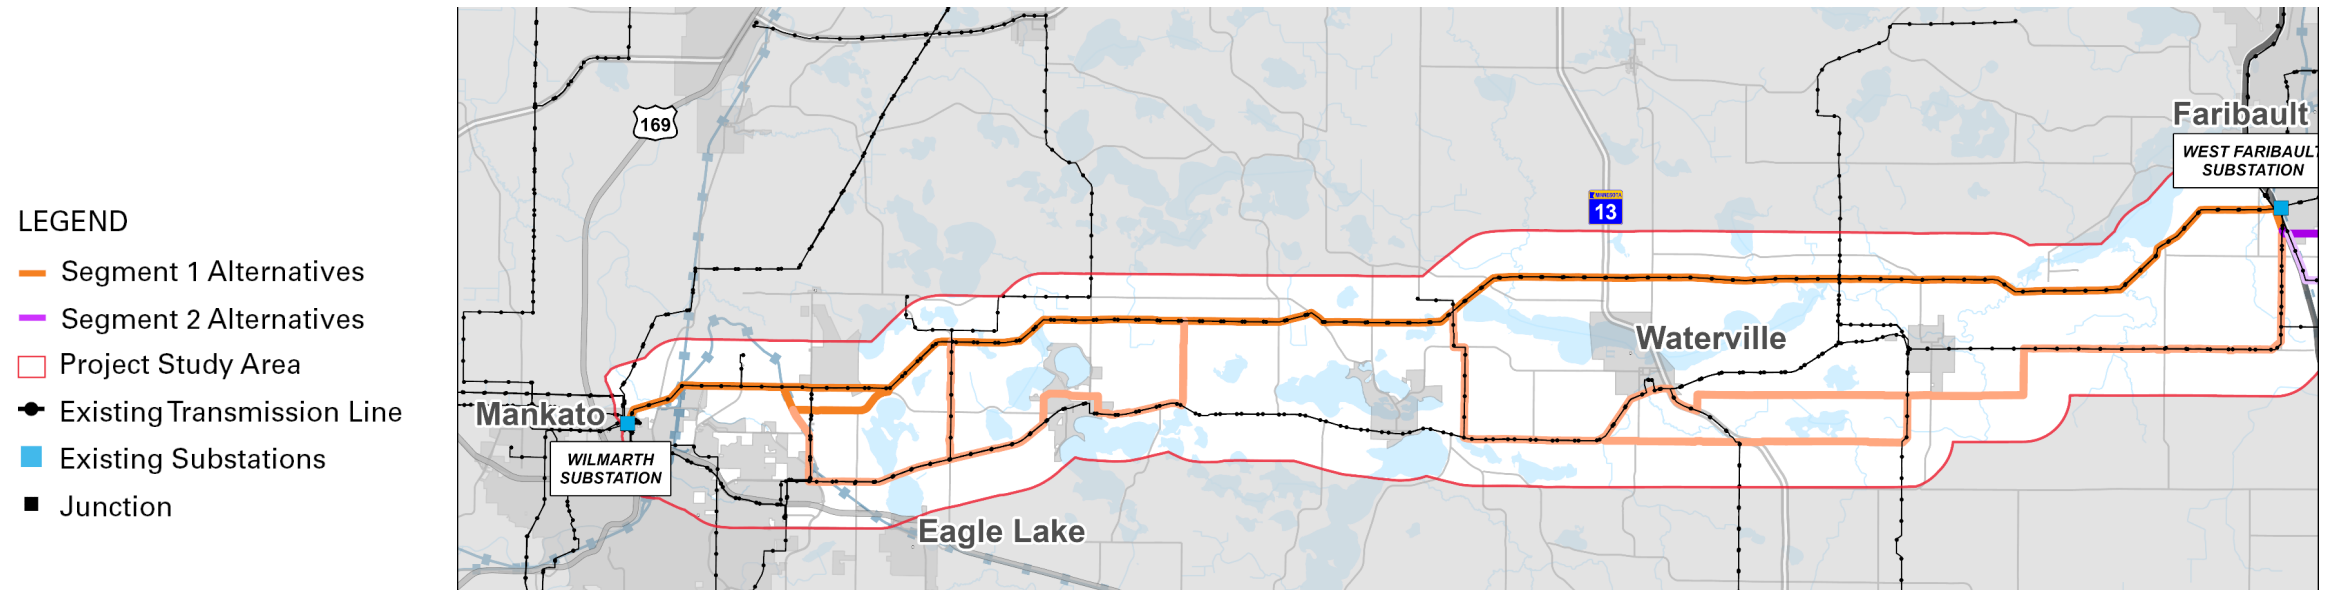 LEGEND
Segment 1 Alternatives
Segment 2 Alternatives
Project Study Area
Existing Transmission Line
Existing Substations
Junction
169
Faribault
WEST FARIBAULT
SUBSTATION
MINNESOTA
13
Waterville
Mankato
WILMARTH
SUBSTATION
Eagle Lake